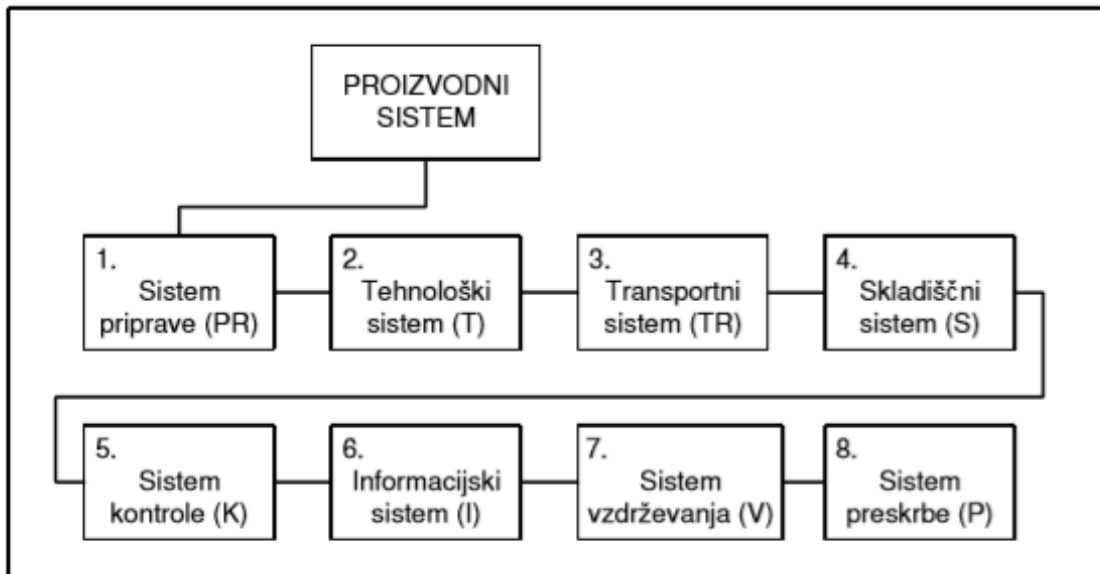 PROIZVODNI
SISTEM
1.
Sistem
priprave (PR)
2.
Tehnološki
sistem (T)
3.
Transportni
sistem (TR)
4.
Skladiščni
sistem (S)
5.
Sistem
kontrole (K)
6.
Informacijski
sistem (I)
7.
Sistem
vzdrževanja (V)
8.
Sistem
preskrbe (P)